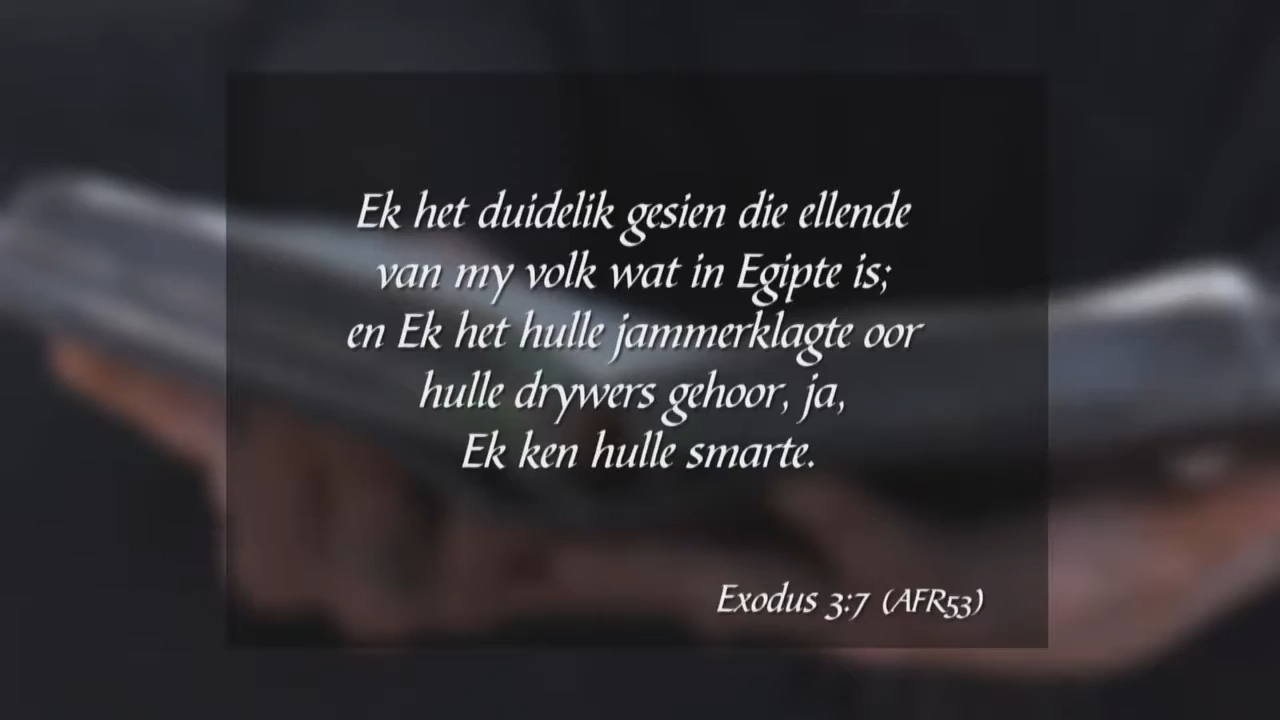 Ek het duidelik gesien die ellende
van my volk wat in Egipte is;
en Ek het hulle jammerklagte oor
hulle drywers gehoor, ja,
Ek ken hulle smarte.
Exodus 3:7 (AFR53)